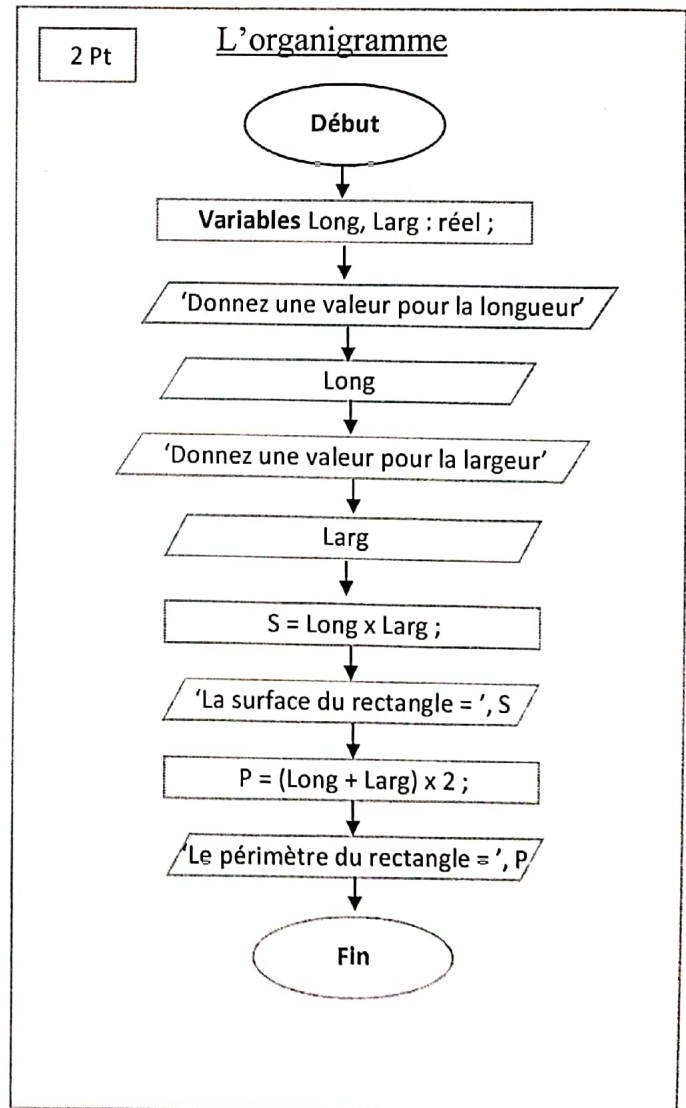 2 Pt
L'organigramme
Début
Variables Long, Larg : réel ;
‘Donnez une valeur pour la longueur’
Long
‘Donnez une valeur pour la largeur’
Larg
S = Long x Larg ;
‘La surface du rectangle = ’, S
P = (Long + Larg) x 2 ;
‘Le périmètre du rectangle = ’, P
Fin